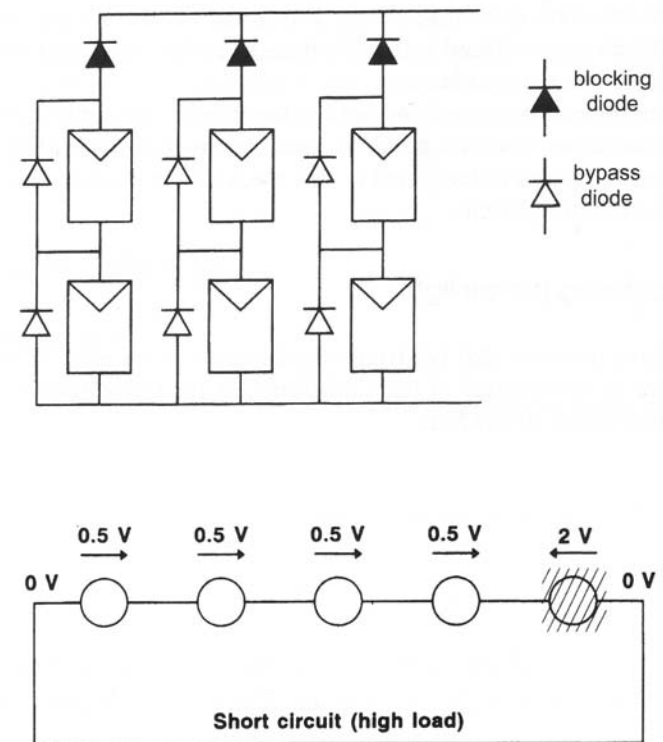 blocking
diode
bypass
diode
0.5 V 0.5 V 0.5 V 0.5 V 2 V
0 V 0 V
Short circuit (high load)